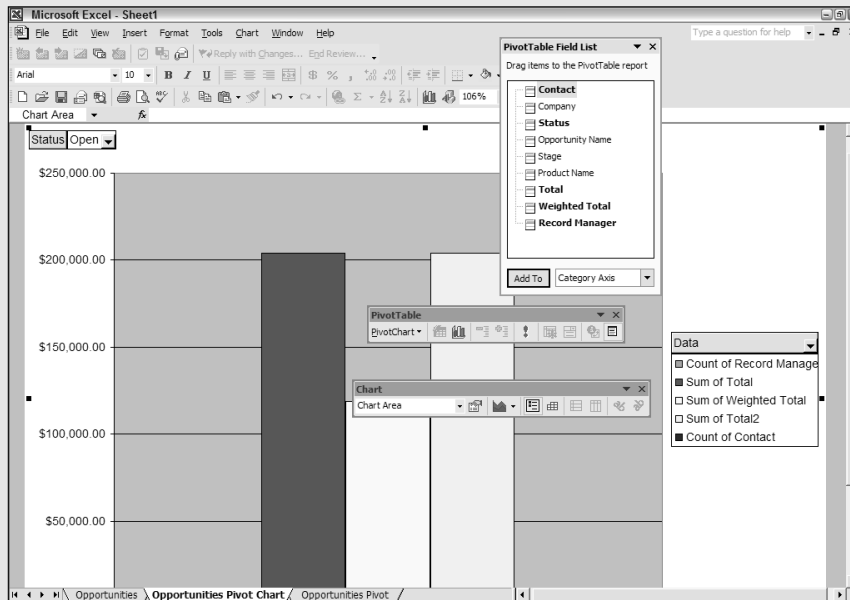 Microsoft Excel - Sheet1
File Edit View Insert Format Tools Chart Window Help
Type a question for help
Reply with Changes... End Review...
Arial 10 B I U $ % ,
Σ 106%
Chart Area fx
PivotTable Field List
Drag items to the PivotTable report
Contact
Company
Status
Opportunity Name
Stage
Product Name
Total
Weighted Total
Record Manager
Add To Category Axis
Status Open
$250,000.00
$200,000.00
$150,000.00
$100,000.00
$50,000.00
PivotTable
PivotChart
Chart
Chart Area
Data
Count of Record Manage
Sum of Total
Sum of Weighted Total
Sum of Total2
Count of Contact
Opportunities Opportunities Pivot Chart Opportunities Pivot